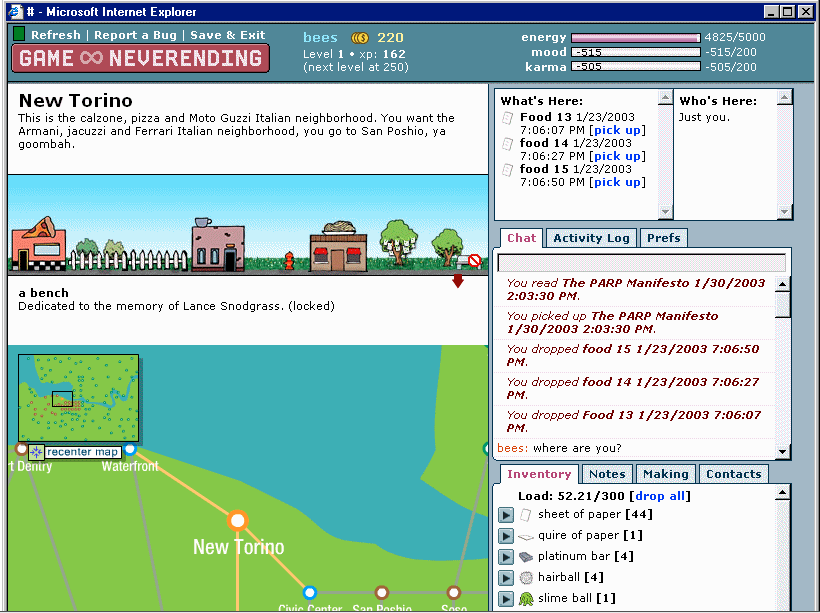 # - Microsoft Internet Explorer
Refresh | Report a Bug | Save & Exit
GAME ∞ NEVERENDING
bees 220
Level 1 • xp: 162
(next level at 250)
energy 4825/5000
mood -515 -515/200
karma -505 -505/200
New Torino
This is the calzone, pizza and Moto Guzzi Italian neighborhood. You want the
Armani, jacuzzi and Ferrari Italian neighborhood, you go to San Poshio, ya
goombah.
a bench
Dedicated to the memory of Lance Snodgrass. (locked)
recenter map
rt Dentry
Waterfront
New Torino
Civic Center
San Poshio
Soso
What's Here:
Food 13 1/23/2003
7:06:07 PM [pick up]
food 14 1/23/2003
7:06:27 PM [pick up]
food 15 1/23/2003
7:06:50 PM [pick up]
Who's Here:
Just you.
Chat
Activity Log
Prefs
You read The PARP Manifesto 1/30/2003
2:03:30 PM.
You picked up The PARP Manifesto
1/30/2003 2:03:30 PM.
You dropped food 15 1/23/2003 7:06:50
PM.
You dropped food 14 1/23/2003 7:06:27
PM.
You dropped Food 13 1/23/2003 7:06:07
PM.
bees: where are you?
Inventory
Notes
Making
Contacts
Load: 52.21/300 [drop all]
sheet of paper [44]
quire of paper [1]
platinum bar [4]
hairball [4]
slime ball [1]